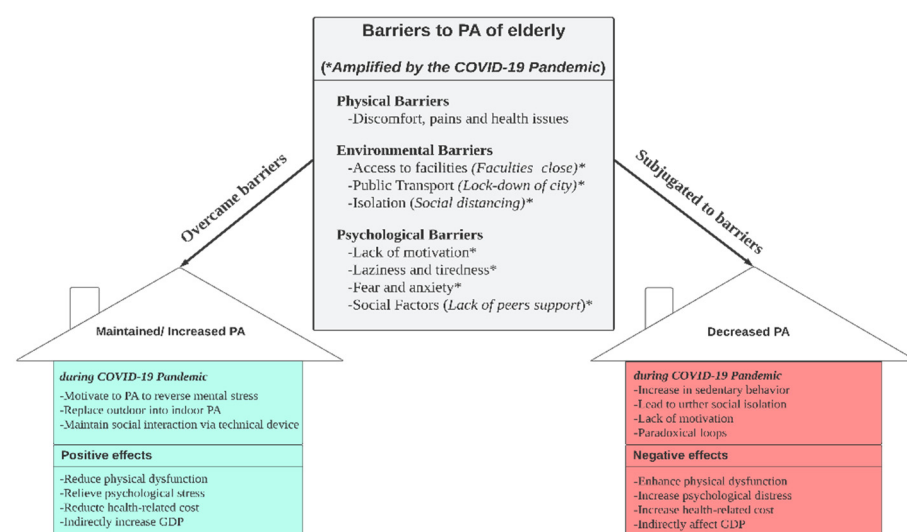 Barriers to PA of elderly
(*Amplified by the COVID-19 Pandemic)
Physical Barriers
-Discomfort, pains and health issues
Environmental Barriers
-Access to facilities (Faculties close)*
-Public Transport (Lock-down of city)*
-Isolation (Social distancing)*
Psychological Barriers
-Lack of motivation*
-Laziness and tiredness*
-Fear and anxiety*
-Social Factors (Lack of peers support)*
Overcame barriers
Subjugated to barriers
Maintained/ Increased PA
during COVID-19 Pandemic
-Motivate to PA to reverse mental stress
-Replace outdoor into indoor PA
-Maintain social interaction via technical device
Positive effects
-Reduce physical dysfunction
-Relieve psychological stress
-Reducte health-related cost
-Indirectly increase GDP
Decreased PA
during COVID-19 Pandemic
-Increase in sedentary behavior
-Lead to urther social isolation
-Lack of motivation
-Paradoxical loops
Negative effects
-Enhance physical dysfunction
-Increase psychological distress
-Increase health-related cost
-Indirectly affect GDP